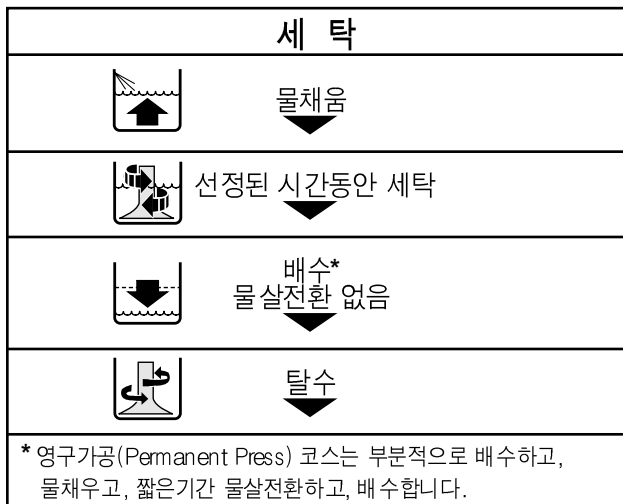 세 탁
물채움
선정된 시간동안 세탁
배수*
물살전환 없음
탈수
* 영구가공(Permanent Press) 코스는 부분적으로 배수하고,
물채우고, 짧은기간 물살전환하고, 배수합니다.